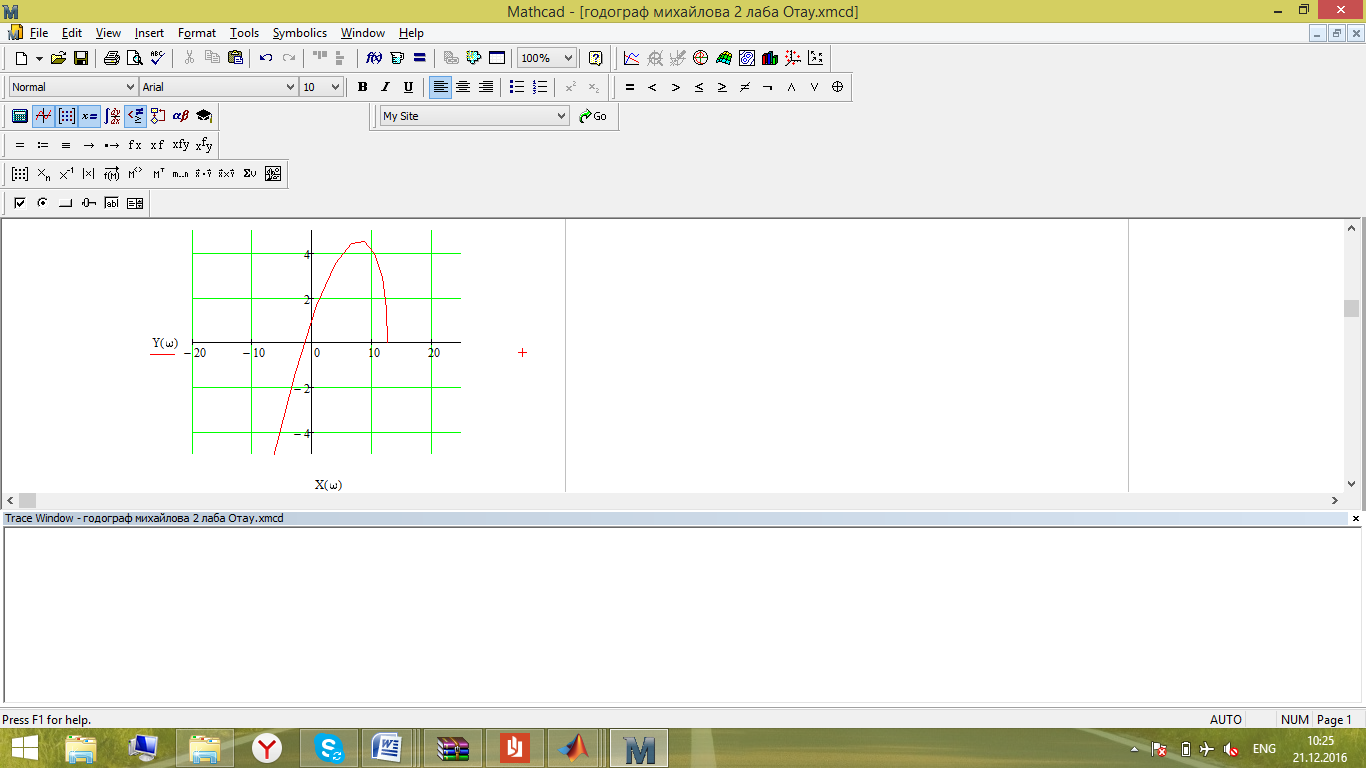 Mathcad - [годограф михайлова 2 лаба Отау.xmcd]
File Edit View Insert Format Tools Symbolics Window Help
100%
Normal Arial 10 B I U
= < > ≤ ≥ ≠ ¬ ∧ ∨ ⊕
My Site Go
= := ≡ → •→ fx xf xfy xfy
4
2
Y(ω) −20 −10 0 10 20
−2
−4
X(ω)
Trace Window - годограф михайлова 2 лаба Отау.xmcd
Press F1 for help. AUTO NUM Page 1
ENG 10:25
21.12.2016